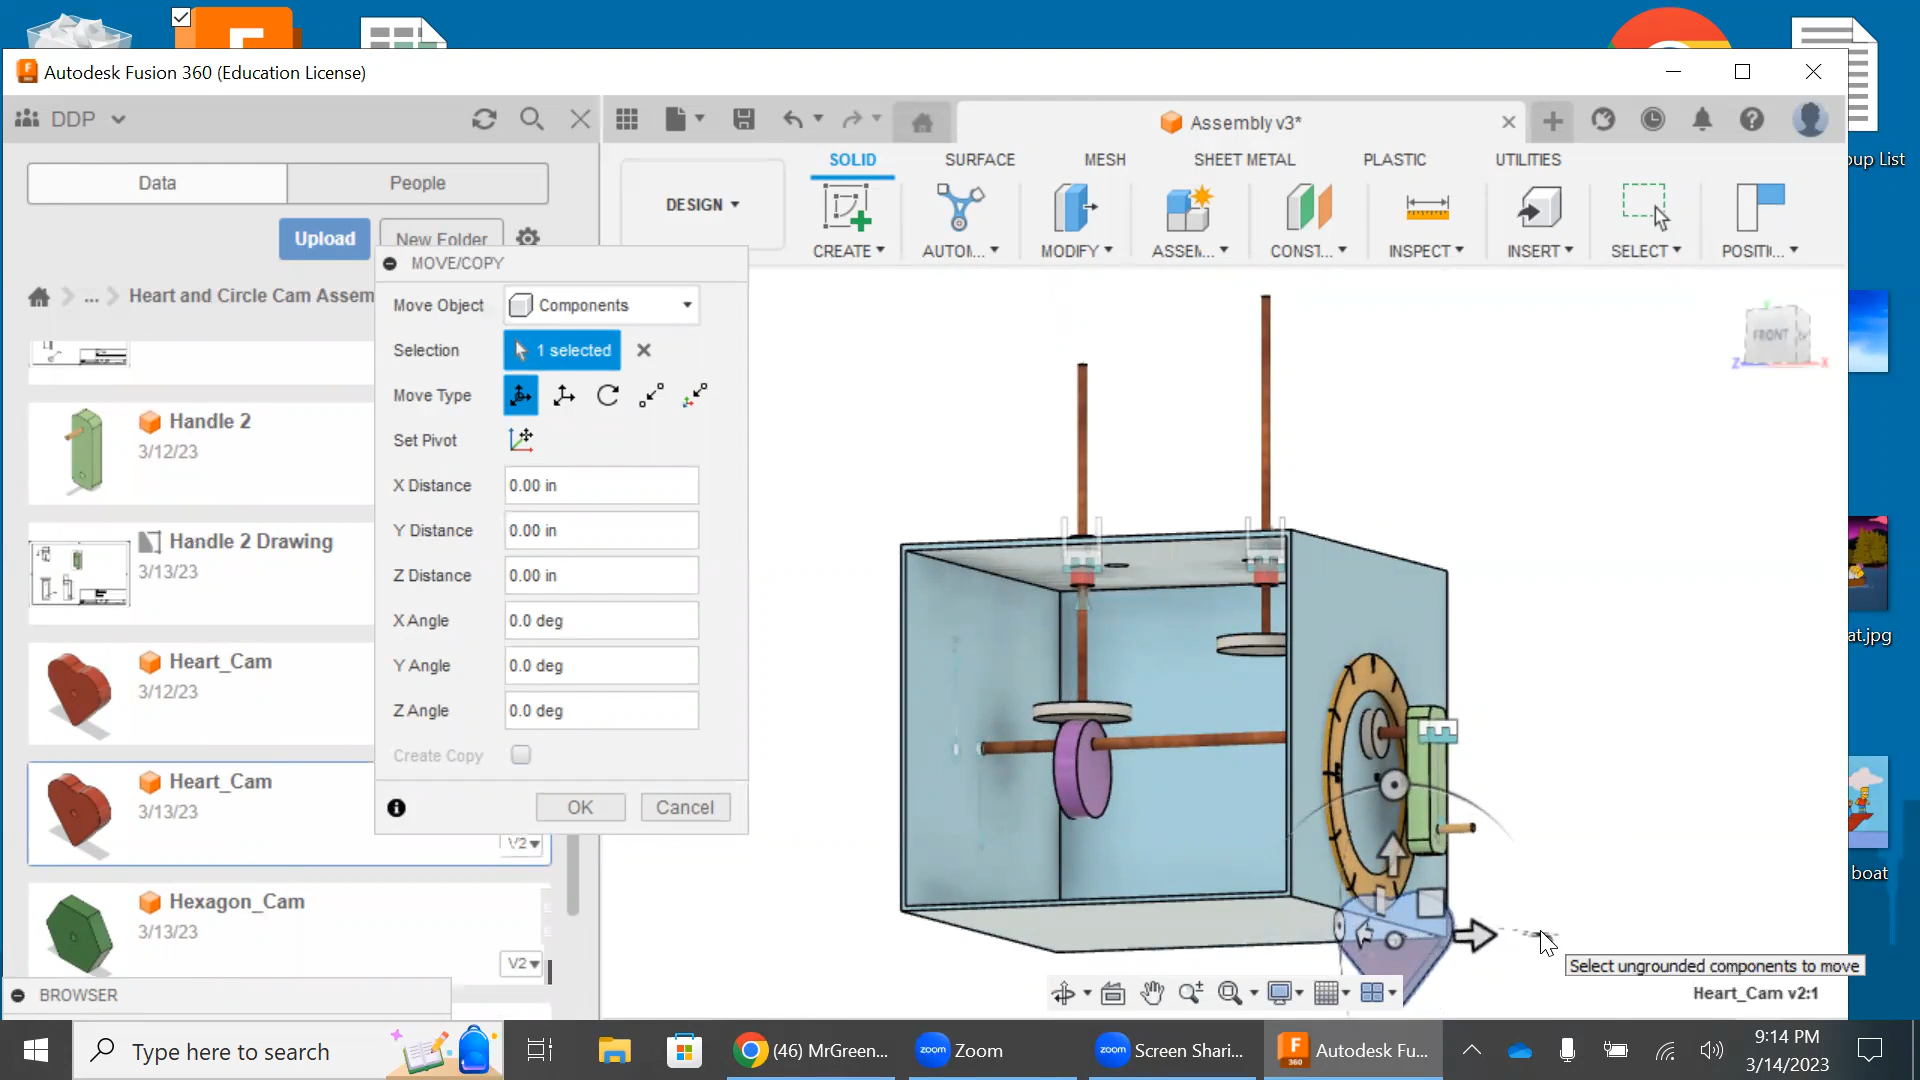 Autodesk Fusion 360 (Education License)
DDP
Assembly v3*
Data
People
Upload
New Folder
... Heart and Circle Cam Assem
Handle 2
3/12/23
Handle 2 Drawing
3/13/23
Heart_Cam
3/12/23
Heart_Cam
3/13/23
V2
Hexagon_Cam
3/13/23
V2
BROWSER
DESIGN
SOLID
SURFACE
MESH
SHEET METAL
PLASTIC
UTILITIES
CREATE
AUTOM...
MODIFY
ASSEM...
CONST...
INSPECT
INSERT
SELECT
POSITI...
MOVE/COPY
Move Object Components
Selection 1 selected
Move Type
Set Pivot
X Distance 0.00 in
Y Distance 0.00 in
Z Distance 0.00 in
X Angle 0.0 deg
Y Angle 0.0 deg
Z Angle 0.0 deg
Create Copy
OK
Cancel
FRONT
Z
X
Select ungrounded components to move
Heart_Cam v2:1
oup List
at.jpg
boat
Type here to search
(46) MrGreen...
zoom
Zoom
zoom
Screen Shari...
F
360
Autodesk Fu...
9:14 PM
3/14/2023